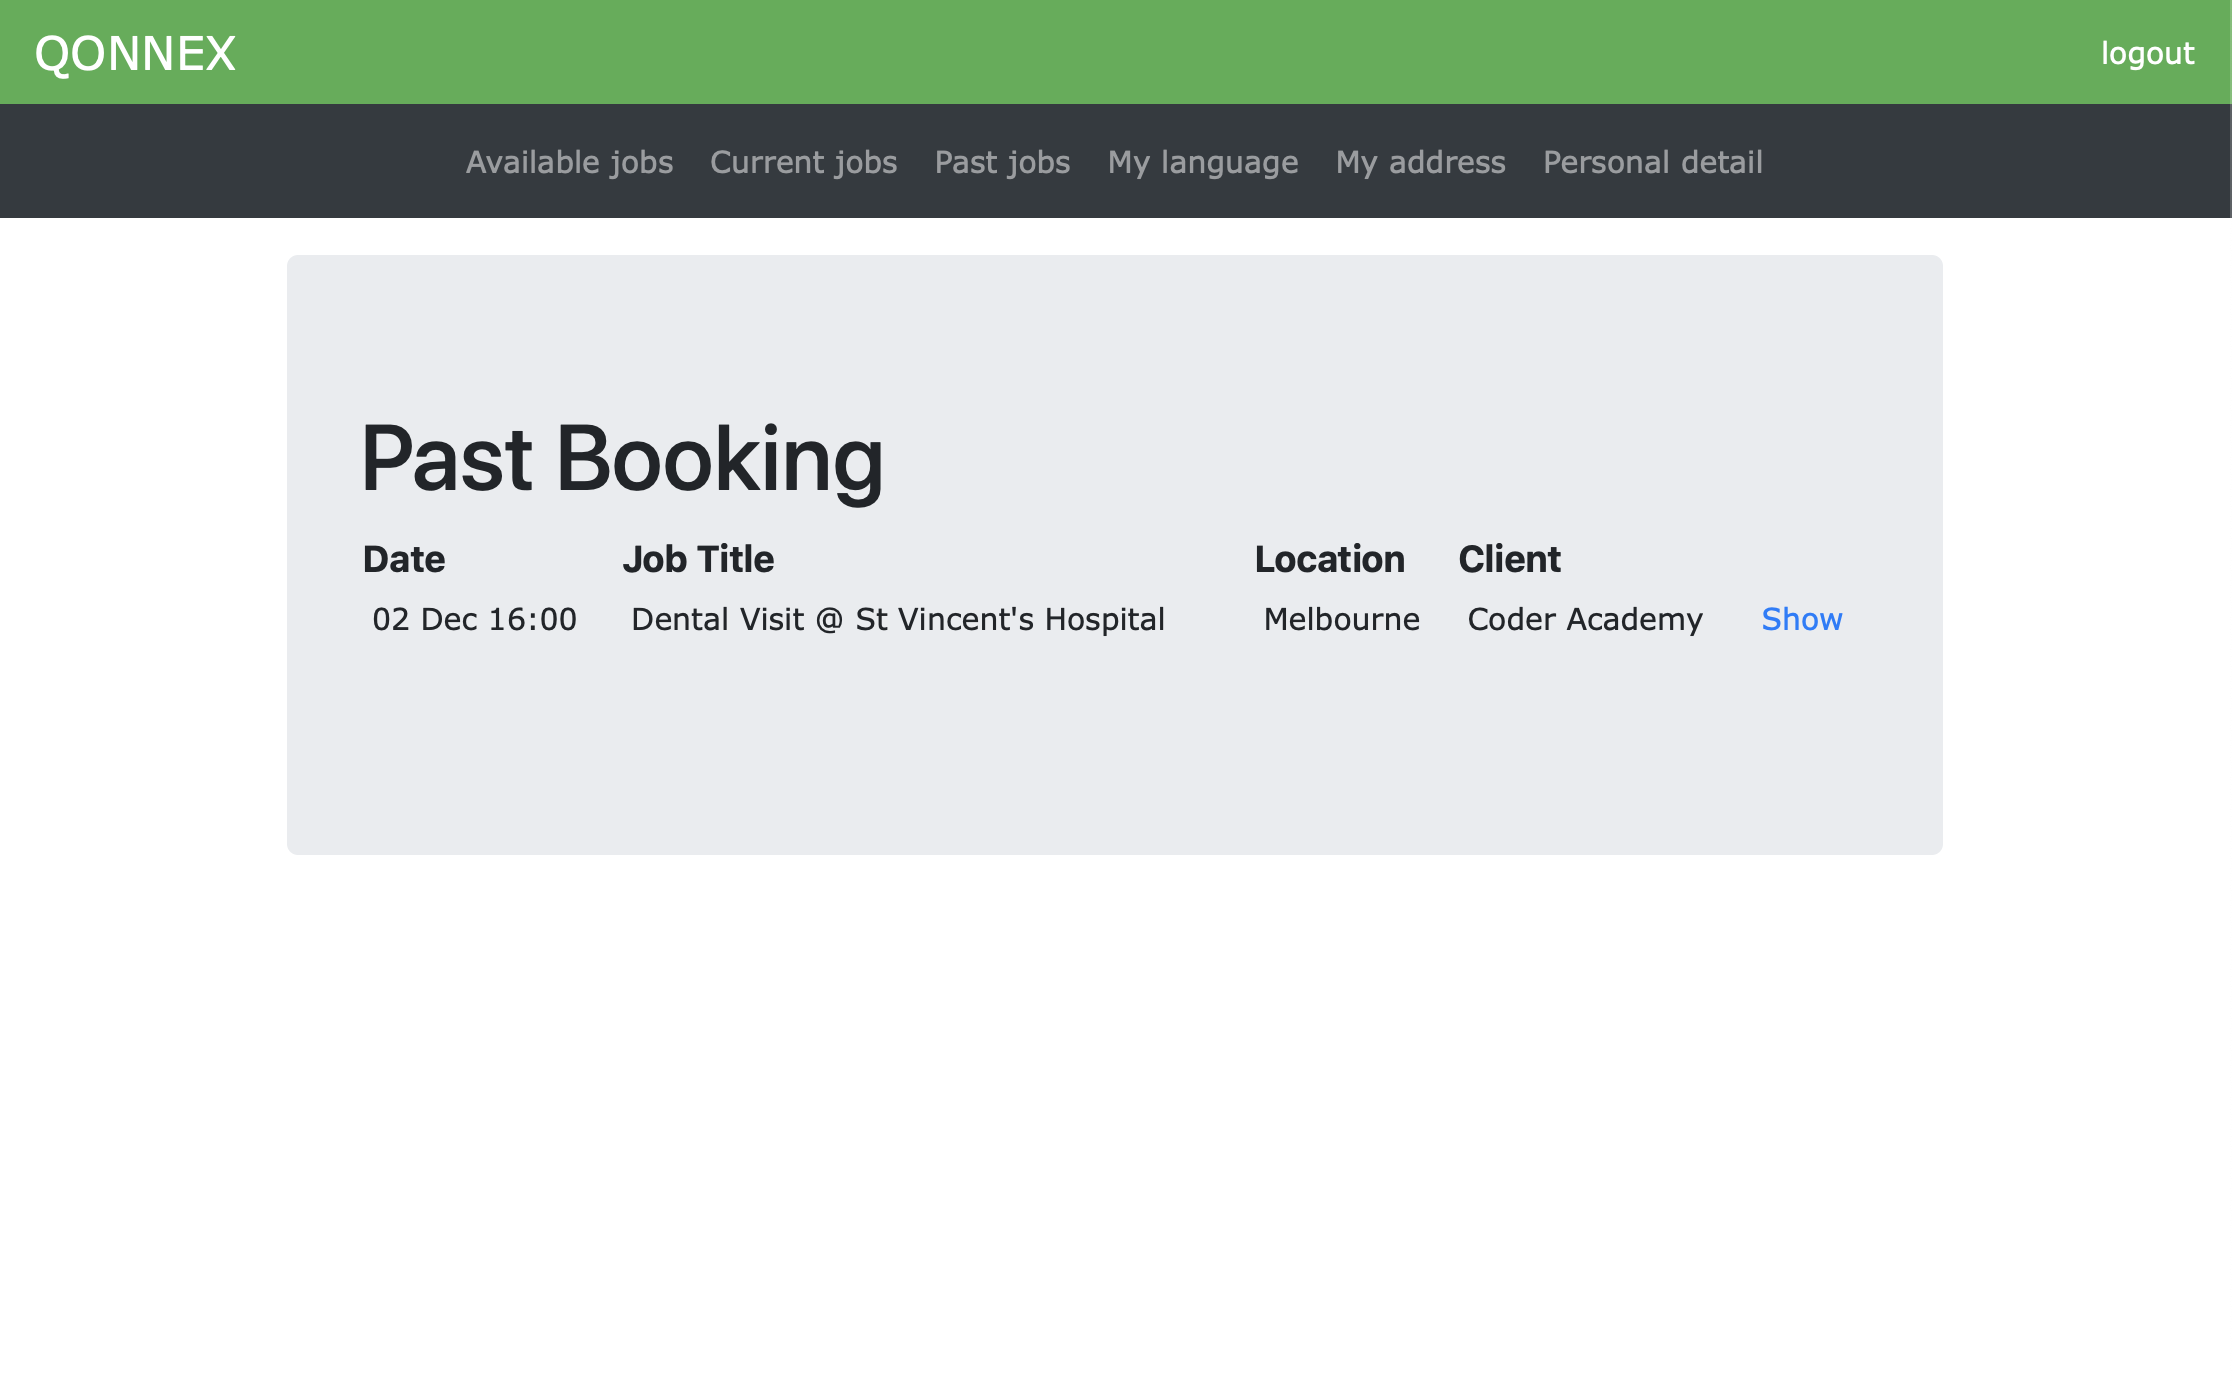 QONNEX logout
Available jobs Current jobs Past jobs My language My address Personal detail
Past Booking
Date Job Title Location Client
02 Dec 16:00 Dental Visit @ St Vincent's Hospital Melbourne Coder Academy Show